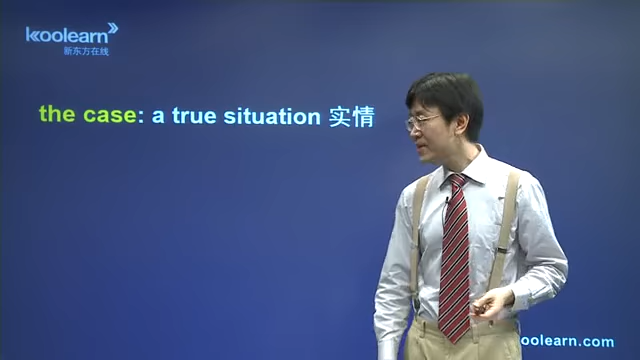 koolearn
新东方在线
the case: a true situation 实情
oolearn.com